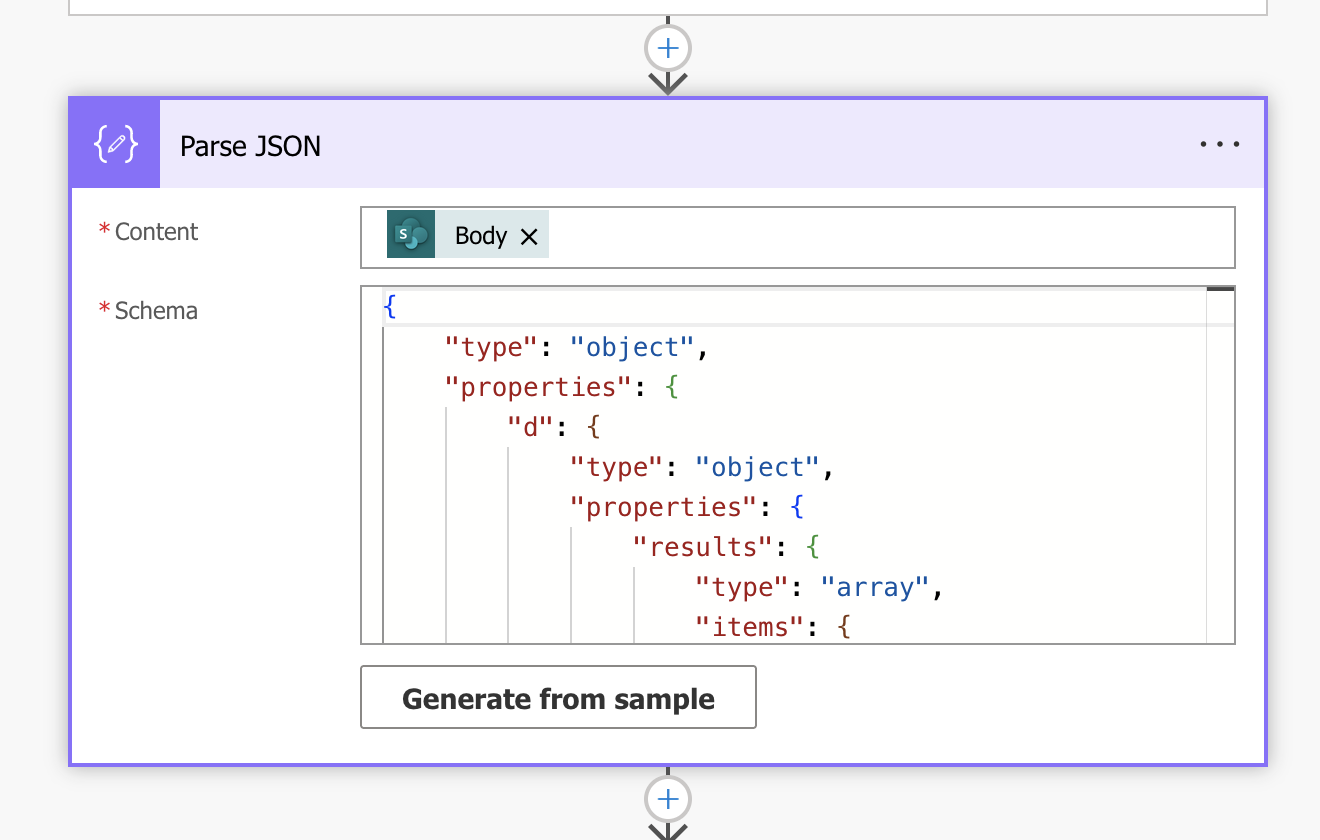 Parse JSON
* Content
S Body
* Schema
{
"type": "object",
"properties": {
"d": {
"type": "object",
"properties": {
"results": {
"type": "array",
"items": {
Generate from sample